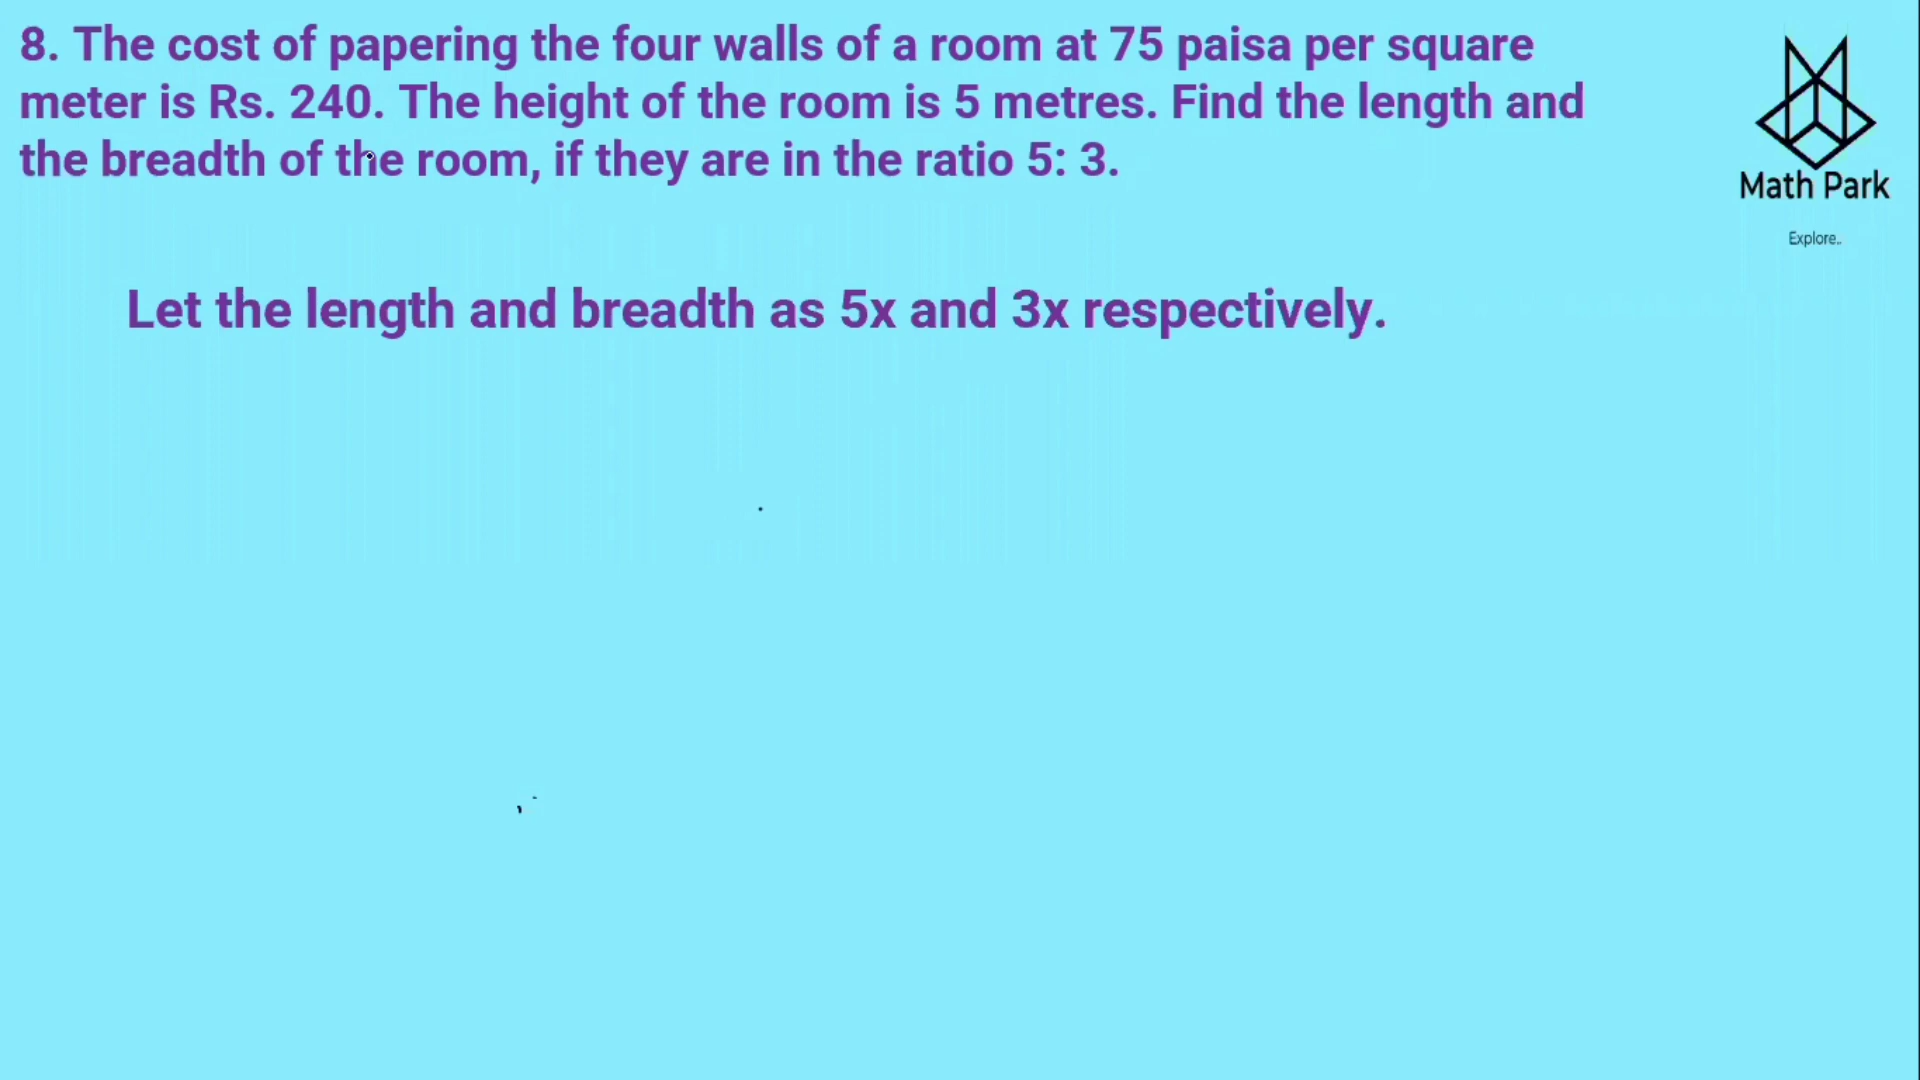 8. The cost of papering the four walls of a room at 75 paisa per square
meter is Rs. 240. The height of the room is 5 metres. Find the length and
the breadth of the room, if they are in the ratio 5: 3.
Math Park
Explore..
Let the length and breadth as 5x and 3x respectively.